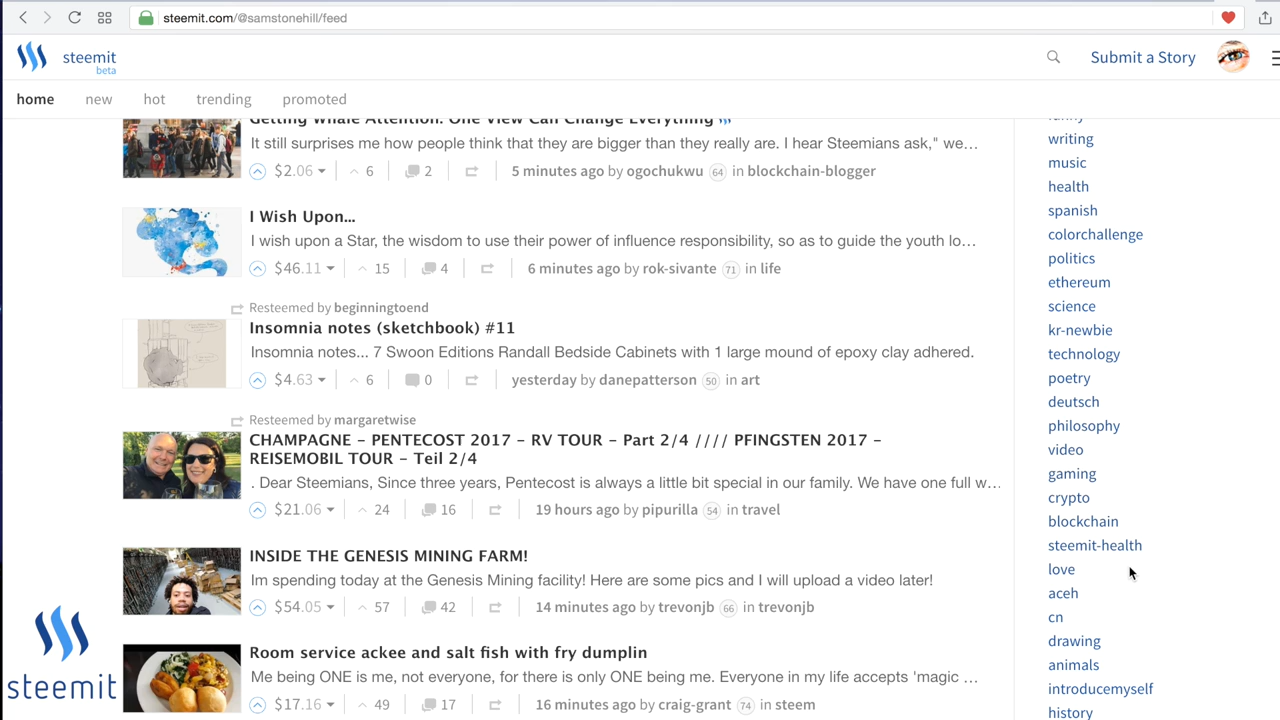 steemit.com/@samstonehill/feed
steemit
beta
Submit a Story
home new hot trending promoted
Getting Whale Attention: One View Can Change Everything
It still surprises me how people think that they are bigger than they really are. I hear Steemians ask," we…
$2.06 6 2 5 minutes ago by ogochukwu 64 in blockchain-blogger
I Wish Upon...
I wish upon a Star, the wisdom to use their power of influence responsibility, so as to guide the youth lo…
$46.11 15 4 6 minutes ago by rok-sivante 71 in life
Resteemed by beginningtoend
Insomnia notes (sketchbook) #11
Insomnia notes... 7 Swoon Editions Randall Bedside Cabinets with 1 large mound of epoxy clay adhered.
$4.63 6 0 yesterday by danepatterson 50 in art
Resteemed by margaretwise
CHAMPAGNE – PENTECOST 2017 – RV TOUR – Part 2/4 //// PFINGSTEN 2017 –
REISEMOBIL TOUR – Teil 2/4
. Dear Steemians, Since three years, Pentecost is always a little bit special in our family. We have one full w…
$21.06 24 16 19 hours ago by pipurilla 54 in travel
INSIDE THE GENESIS MINING FARM!
Im spending today at the Genesis Mining facility! Here are some pics and I will upload a video later!
$54.05 57 42 14 minutes ago by trevonjb 66 in trevonjb
Room service ackee and salt fish with fry dumplin
Me being ONE is me, not everyone, for there is only ONE being me. Everyone in my life accepts 'magic …
$17.16 49 17 16 minutes ago by craig-grant 74 in steem
funny
writing
music
health
spanish
colorchallenge
politics
ethereum
science
kr-newbie
technology
poetry
deutsch
philosophy
video
gaming
crypto
blockchain
steemit-health
love
aceh
cn
drawing
animals
introducemyself
history
steemit